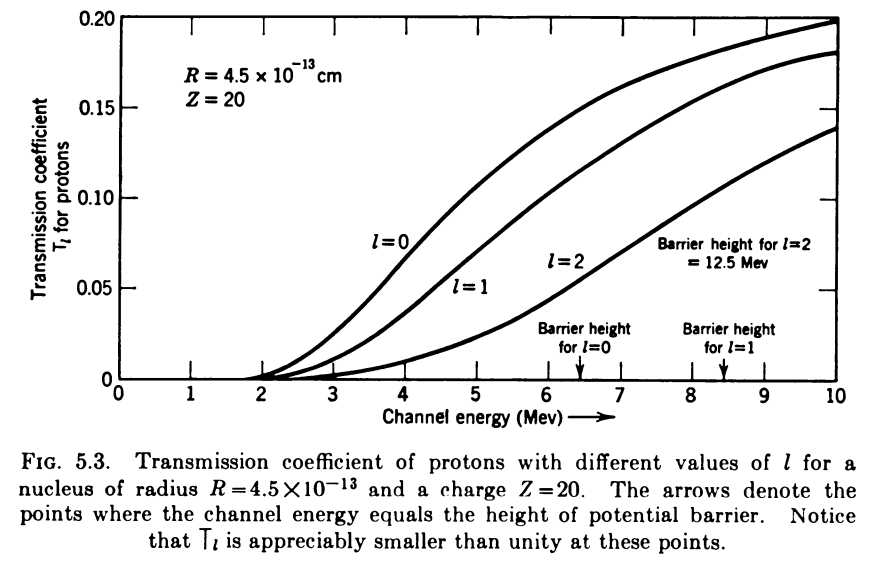 0.20
R = 4.5 × 10⁻¹³ cm
Z = 20
0.15
Transmission coefficient
Tₗ for protons
0.10
l=0
Barrier height for l=2
= 12.5 Mev
l=2
0.05
l=1
Barrier height
for l=0
Barrier height
for l=1
0
0 1 2 3 4 5 6 7 8 9 10
Channel energy (Mev)
FIG. 5.3. Transmission coefficient of protons with different values of l for a
nucleus of radius R=4.5×10⁻¹³ and a charge Z=20. The arrows denote the
points where the channel energy equals the height of potential barrier. Notice
that Tₗ is appreciably smaller than unity at these points.